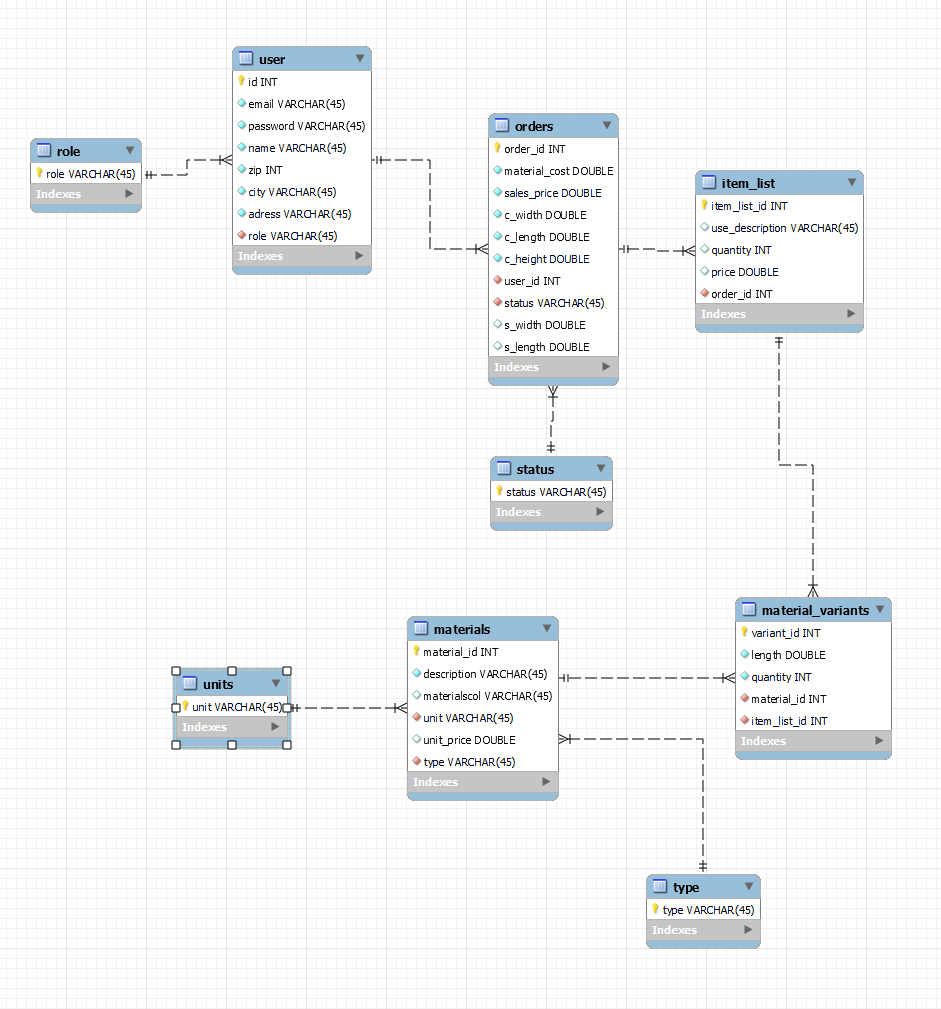 user
id INT
email VARCHAR(45)
password VARCHAR(45)
name VARCHAR(45)
zip INT
city VARCHAR(45)
adress VARCHAR(45)
role VARCHAR(45)
Indexes
role
role VARCHAR(45)
Indexes
orders
order_id INT
material_cost DOUBLE
sales_price DOUBLE
c_width DOUBLE
c_length DOUBLE
c_height DOUBLE
user_id INT
status VARCHAR(45)
s_width DOUBLE
s_length DOUBLE
Indexes
item_list
item_list_id INT
use_description VARCHAR(45)
quantity INT
price DOUBLE
order_id INT
Indexes
status
status VARCHAR(45)
Indexes
material_variants
variant_id INT
length DOUBLE
quantity INT
material_id INT
item_list_id INT
Indexes
materials
material_id INT
description VARCHAR(45)
materialscol VARCHAR(45)
unit VARCHAR(45)
unit_price DOUBLE
type VARCHAR(45)
Indexes
units
unit VARCHAR(45)
Indexes
type
type VARCHAR(45)
Indexes